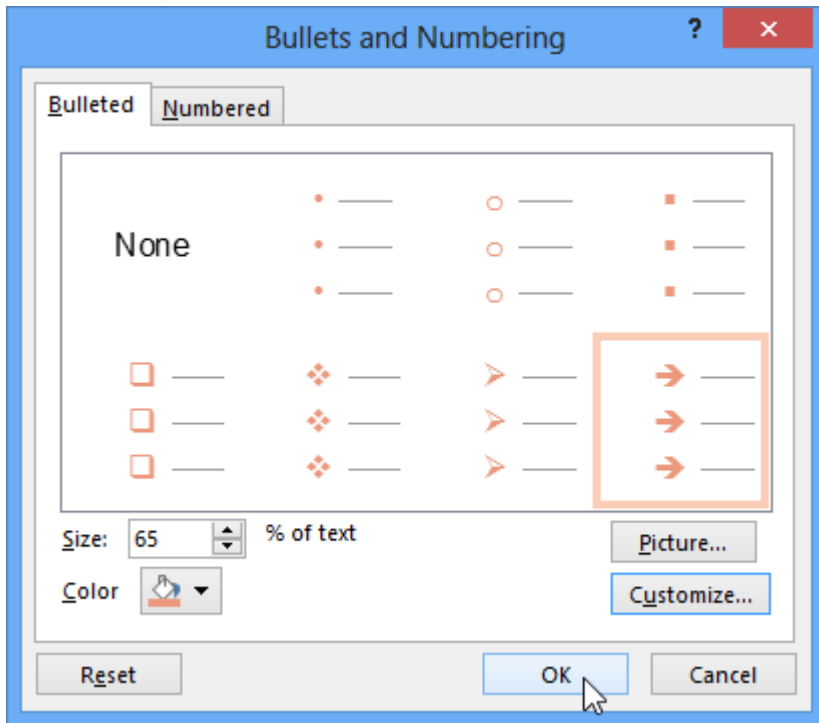 Bullets and Numbering ?
Bulleted Numbered
None
Size: 65 % of text Picture...
Color Customize...
Reset OK Cancel